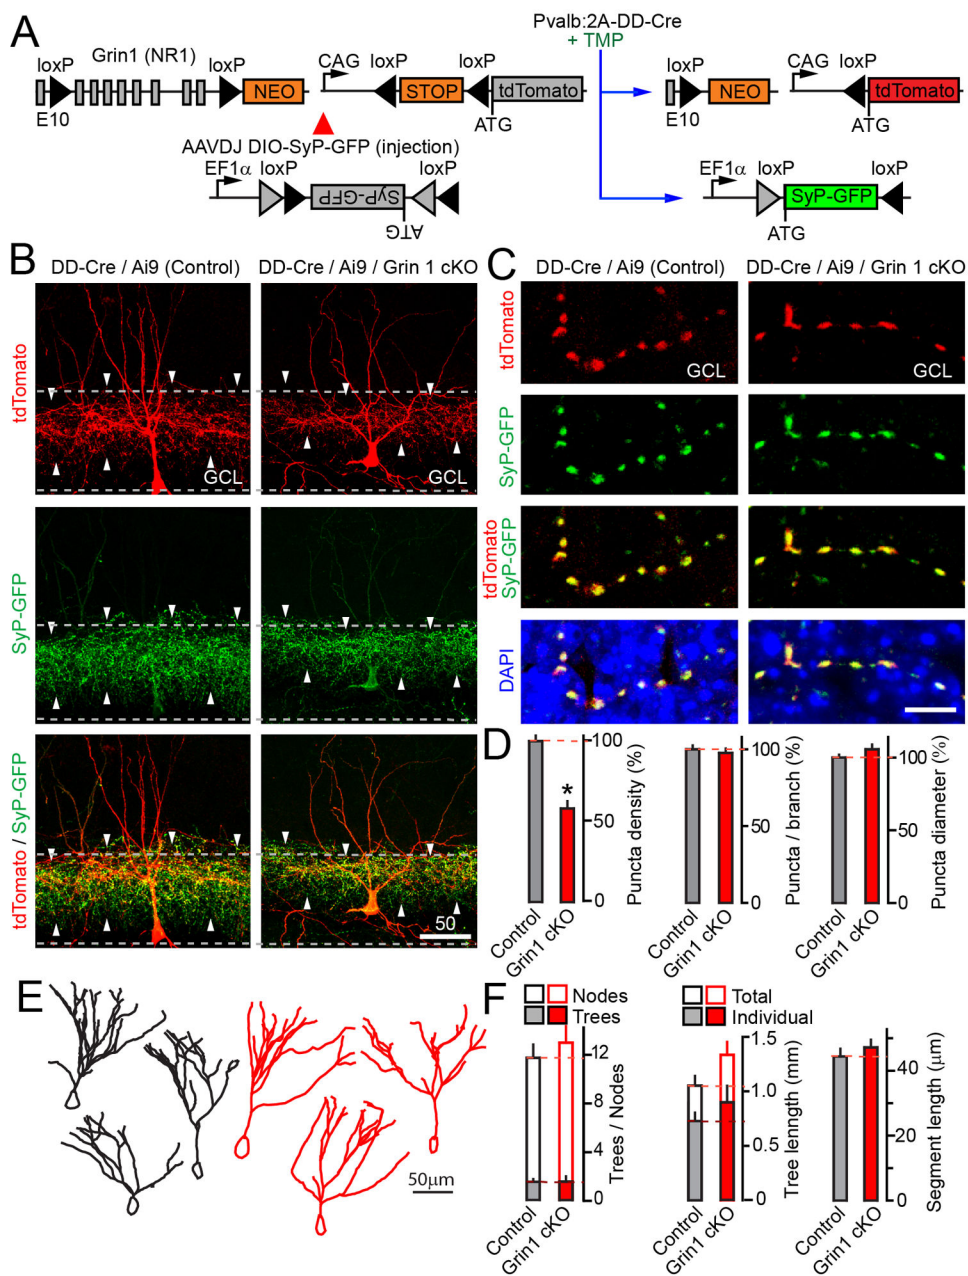 A
Pvalb:2A-DD-Cre
+ TMP
Grin1 (NR1)
loxP
loxP
CAG
loxP
loxP
NEO
STOP
tdTomato
E10
ATG
loxP
CAG
loxP
NEO
tdTomato
E10
ATG
AAVDJ DIO-SyP-GFP (injection)
EF1α
loxP
loxP
SyP-GFP
ATG
EF1α
loxP
loxP
SyP-GFP
ATG
B
DD-Cre / Ai9 (Control)
DD-Cre / Ai9 / Grin 1 cKO
tdTomato
GCL
GCL
SyP-GFP
tdTomato / SyP-GFP
50
C
DD-Cre / Ai9 (Control)
DD-Cre / Ai9 / Grin 1 cKO
tdTomato
GCL
GCL
SyP-GFP
tdTomato
SyP-GFP
DAPI
D
100
50
0
Puncta density (%)
*
Control
Grin1 cKO
100
50
0
Puncta / branch (%)
Control
Grin1 cKO
100
50
0
Puncta diameter (%)
Control
Grin1 cKO
E
50μm
F
Nodes
Trees
12
8
4
0
Trees / Nodes
Control
Grin1 cKO
Total
Individual
1.5
1.0
0.5
0
Tree lenngth (mm)
Control
Grin1 cKO
40
20
0
Segment length (μm)
Control
Grin1 cKO